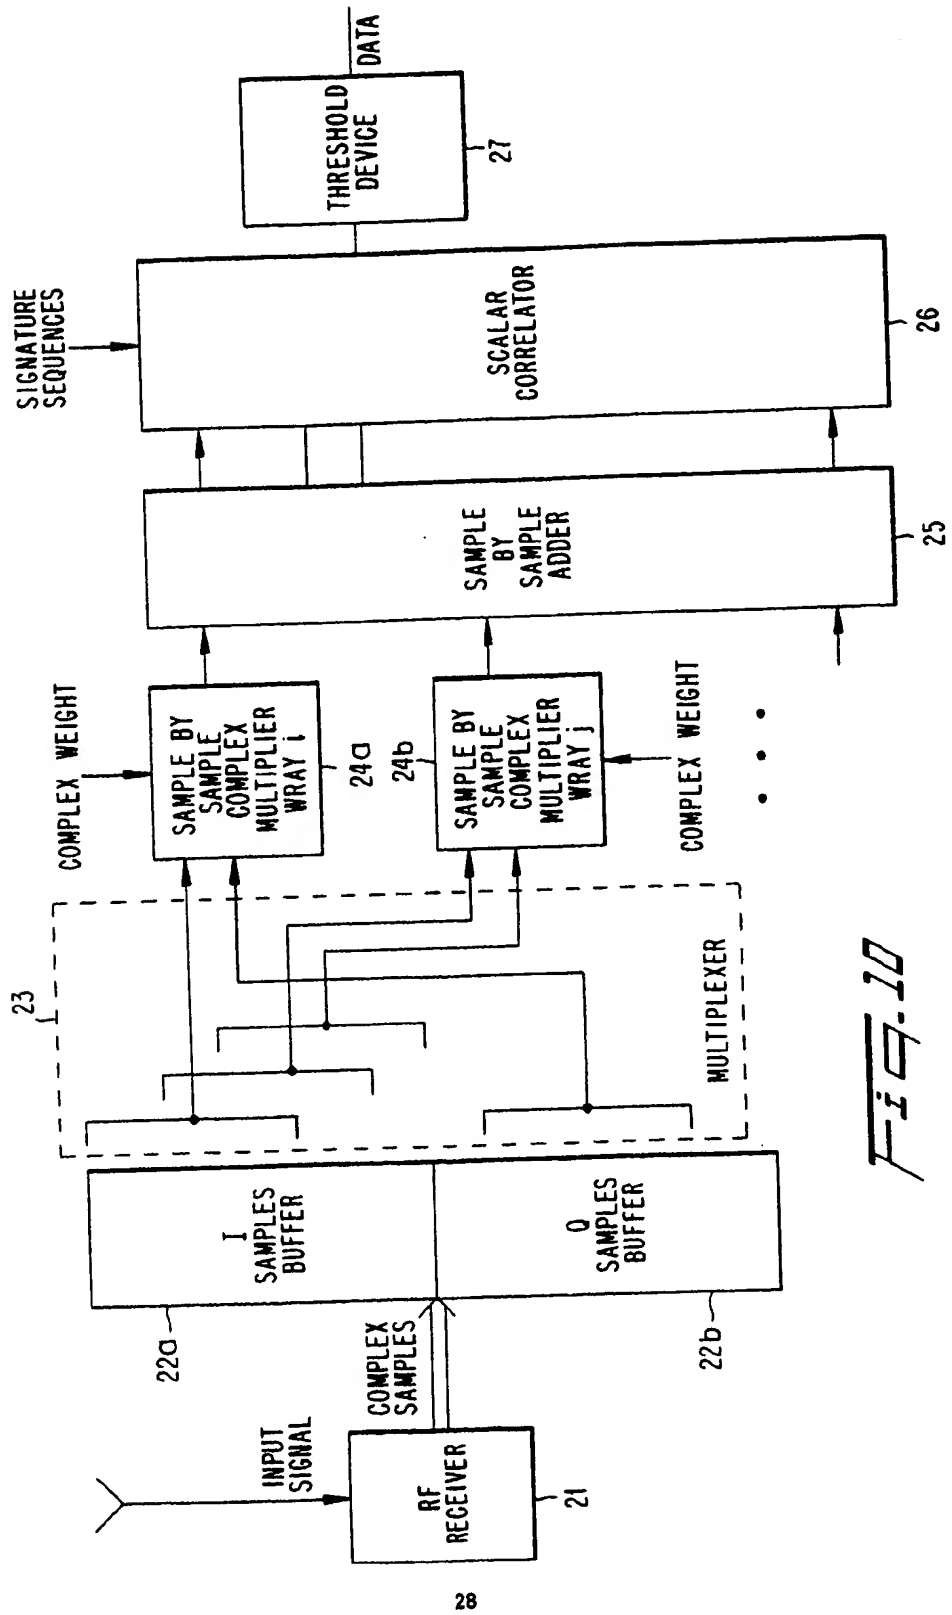 INPUT
SIGNAL
RF
RECEIVER
21
COMPLEX
SAMPLES
22a
I
SAMPLES
BUFFER
Q
SAMPLES
BUFFER
22b
23
MULTIPLEXER
COMPLEX WEIGHT
SAMPLE BY
SAMPLE
COMPLEX
MULTIPLIER
WRAY i
24a
24b
SAMPLE BY
SAMPLE
COMPLEX
MULTIPLIER
WRAY j
COMPLEX WEIGHT
SAMPLE
BY
SAMPLE
ADDER
25
SIGNATURE
SEQUENCES
SCALAR
CORRELATOR
26
THRESHOLD
DEVICE
27
DATA
Fig. 10
28